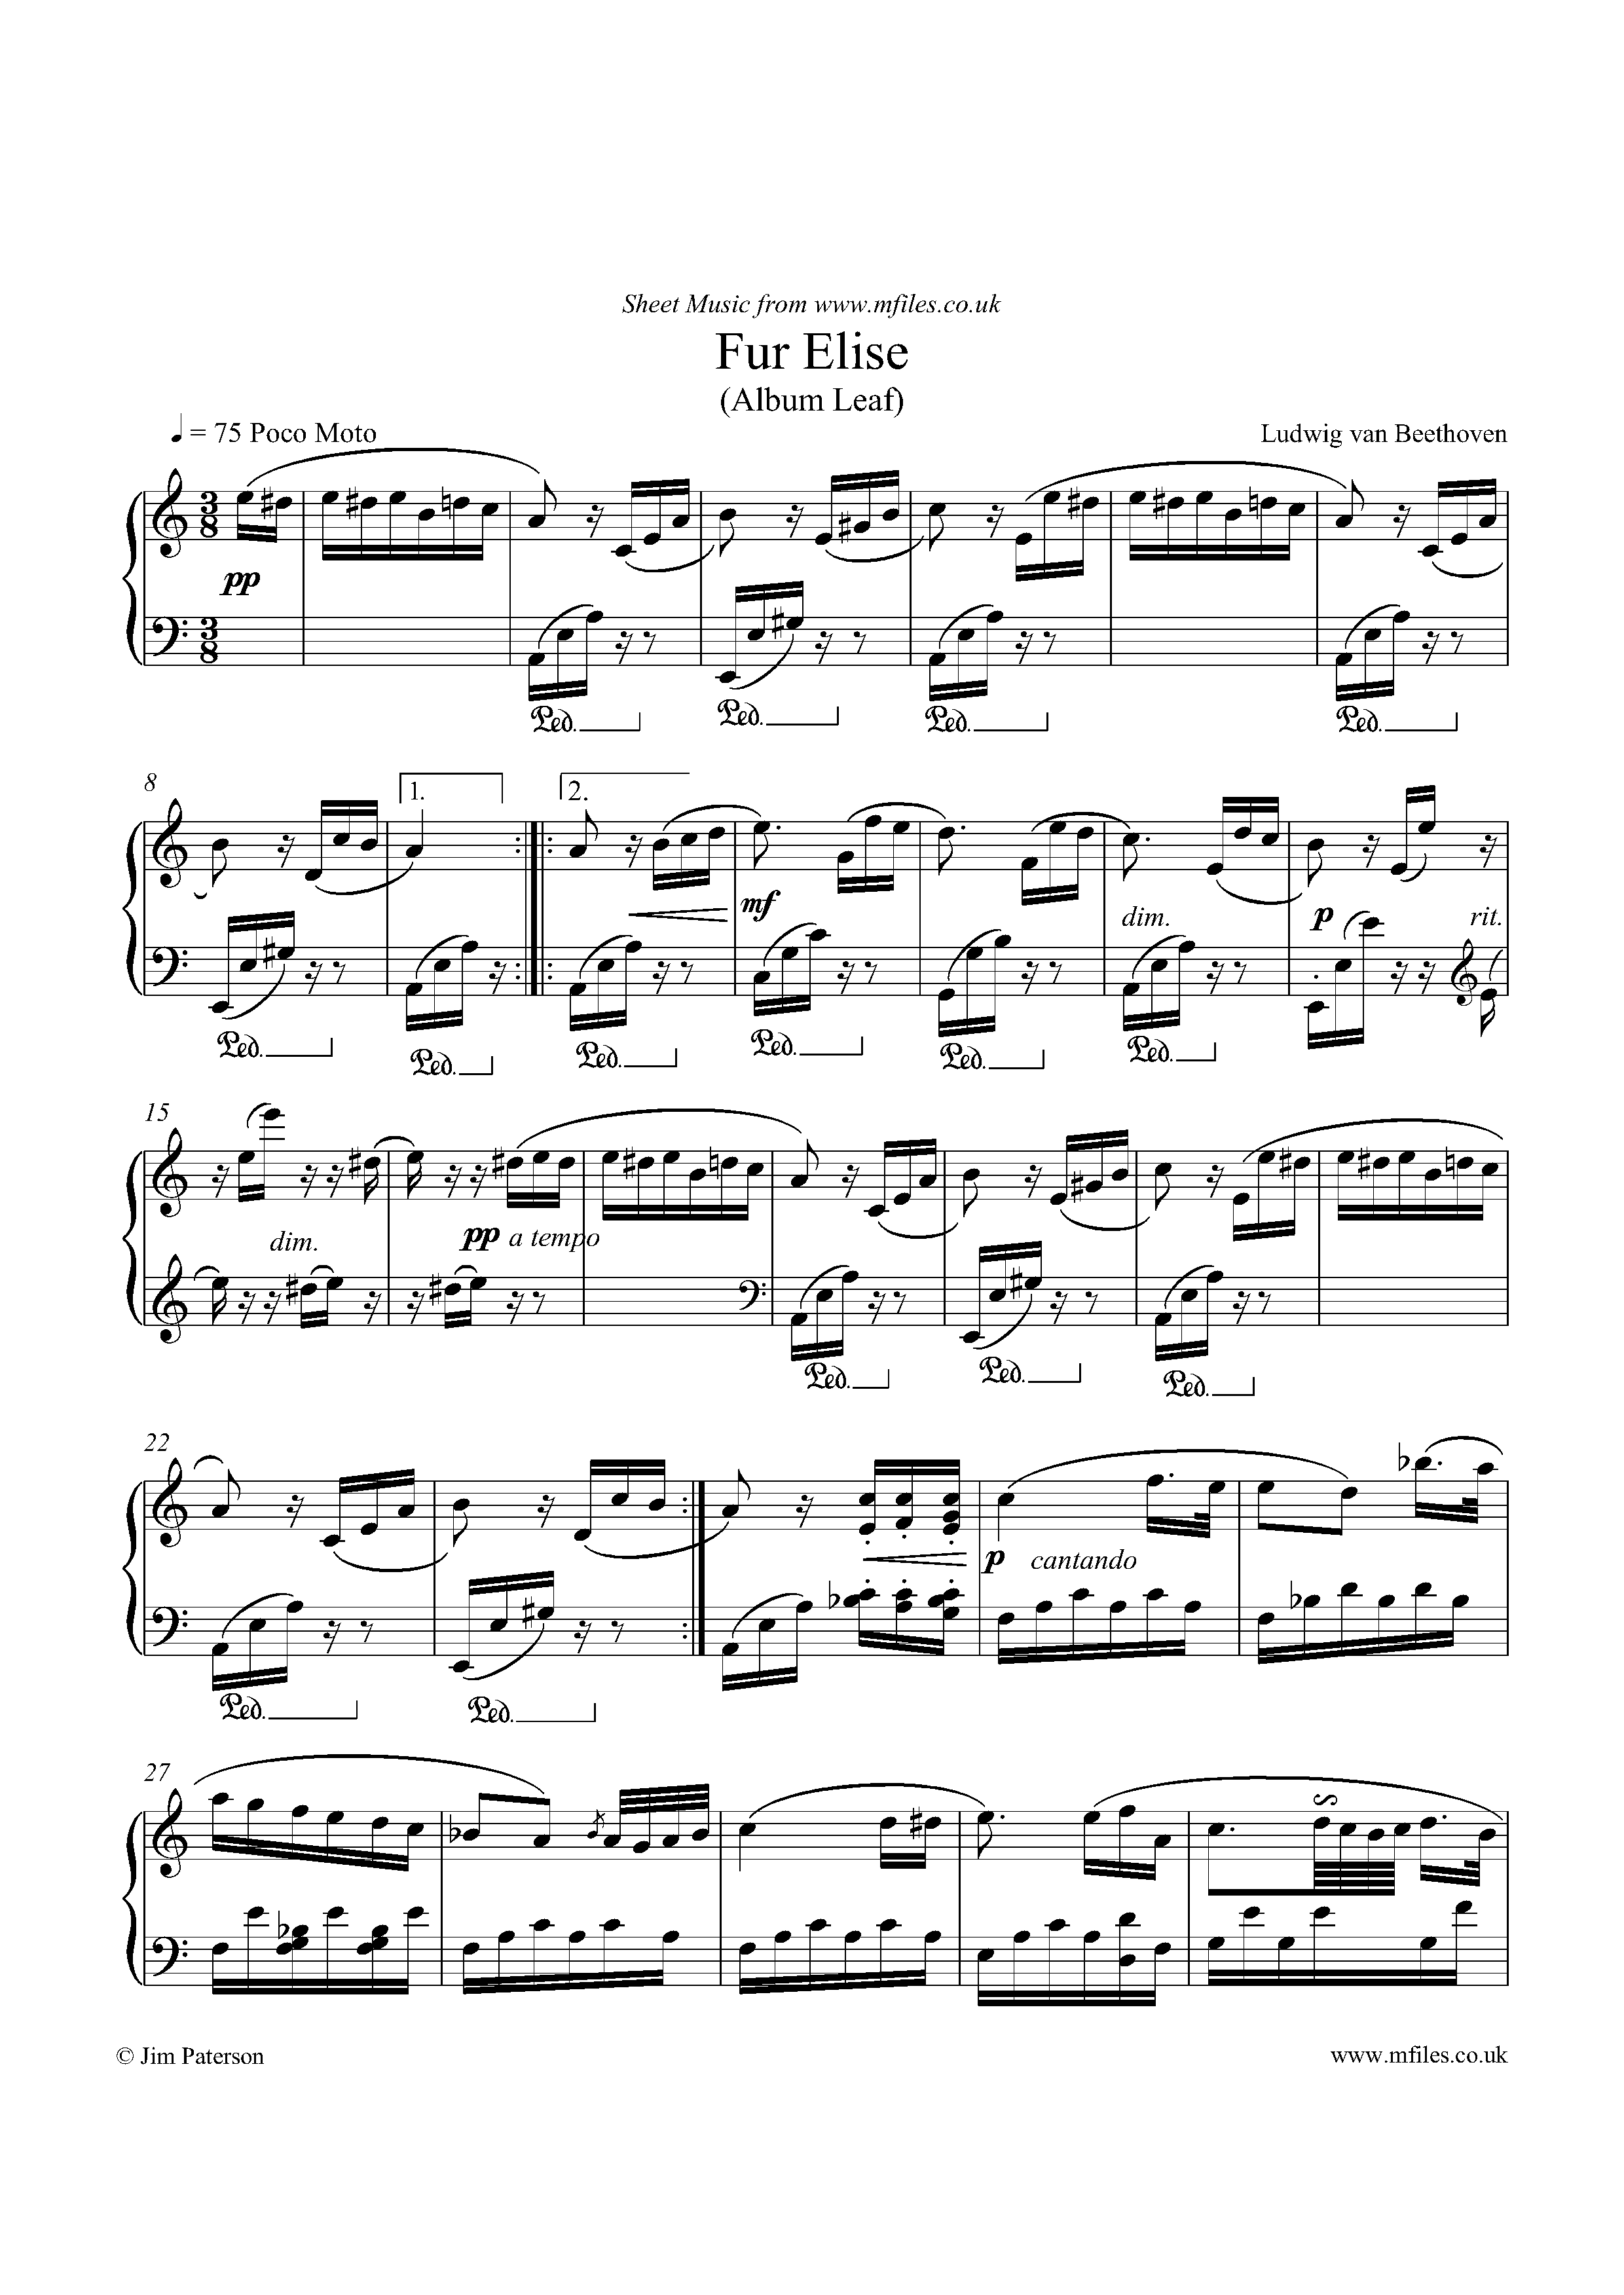 Sheet Music from www.mfiles.co.uk
Fur Elise
(Album Leaf)
♩ = 75 Poco Moto
Ludwig van Beethoven
3 8
pp
3 8
Ped. Ped. Ped. Ped.
8
1. 2.
mf dim. p rit.
Ped. Ped. Ped. Ped. Ped. Ped.
15
dim. pp a tempo
Ped. Ped. Ped.
22
p cantando
Ped. Ped.
27
© Jim Paterson
www.mfiles.co.uk